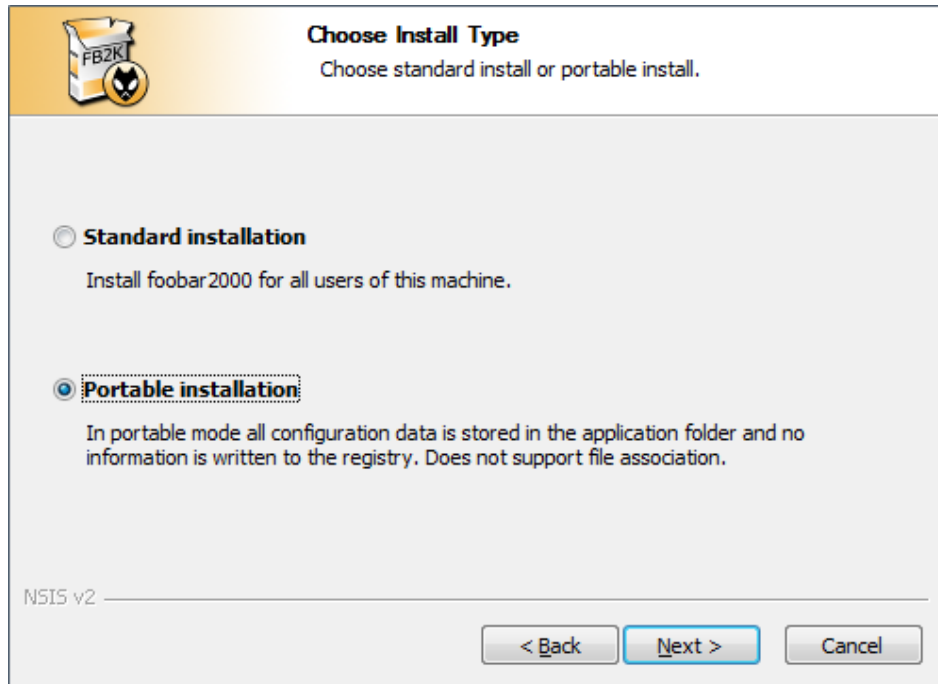 FB2K
Choose Install Type
Choose standard install or portable install.
Standard installation
Install foobar2000 for all users of this machine.
Portable installation
In portable mode all configuration data is stored in the application folder and no
information is written to the registry. Does not support file association.
NSIS v2
< Back
Next >
Cancel